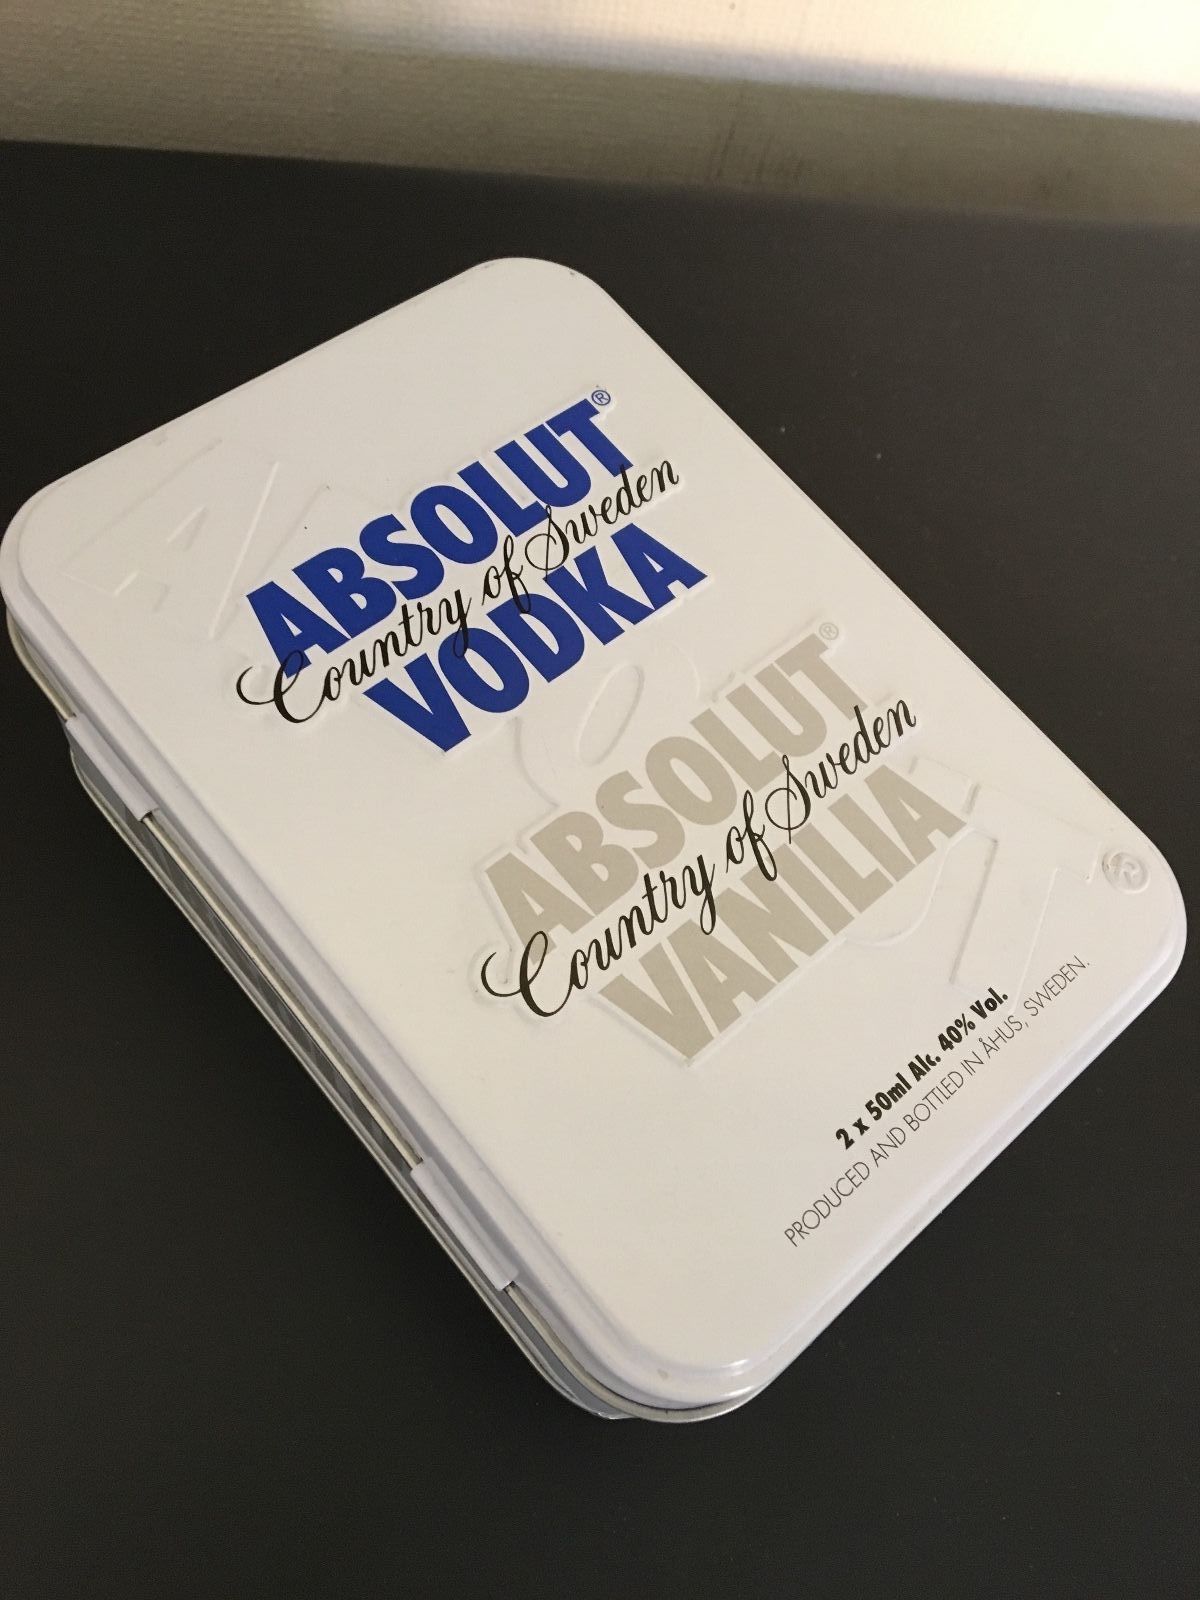 ABSOLUT®
Country of Sweden
VODKA
ABSOLUT®
Country of Sweden
VANILIA
2 x 50ml Alc. 40% Vol.
PRODUCED AND BOTTLED IN ÅHUS, SWEDEN.